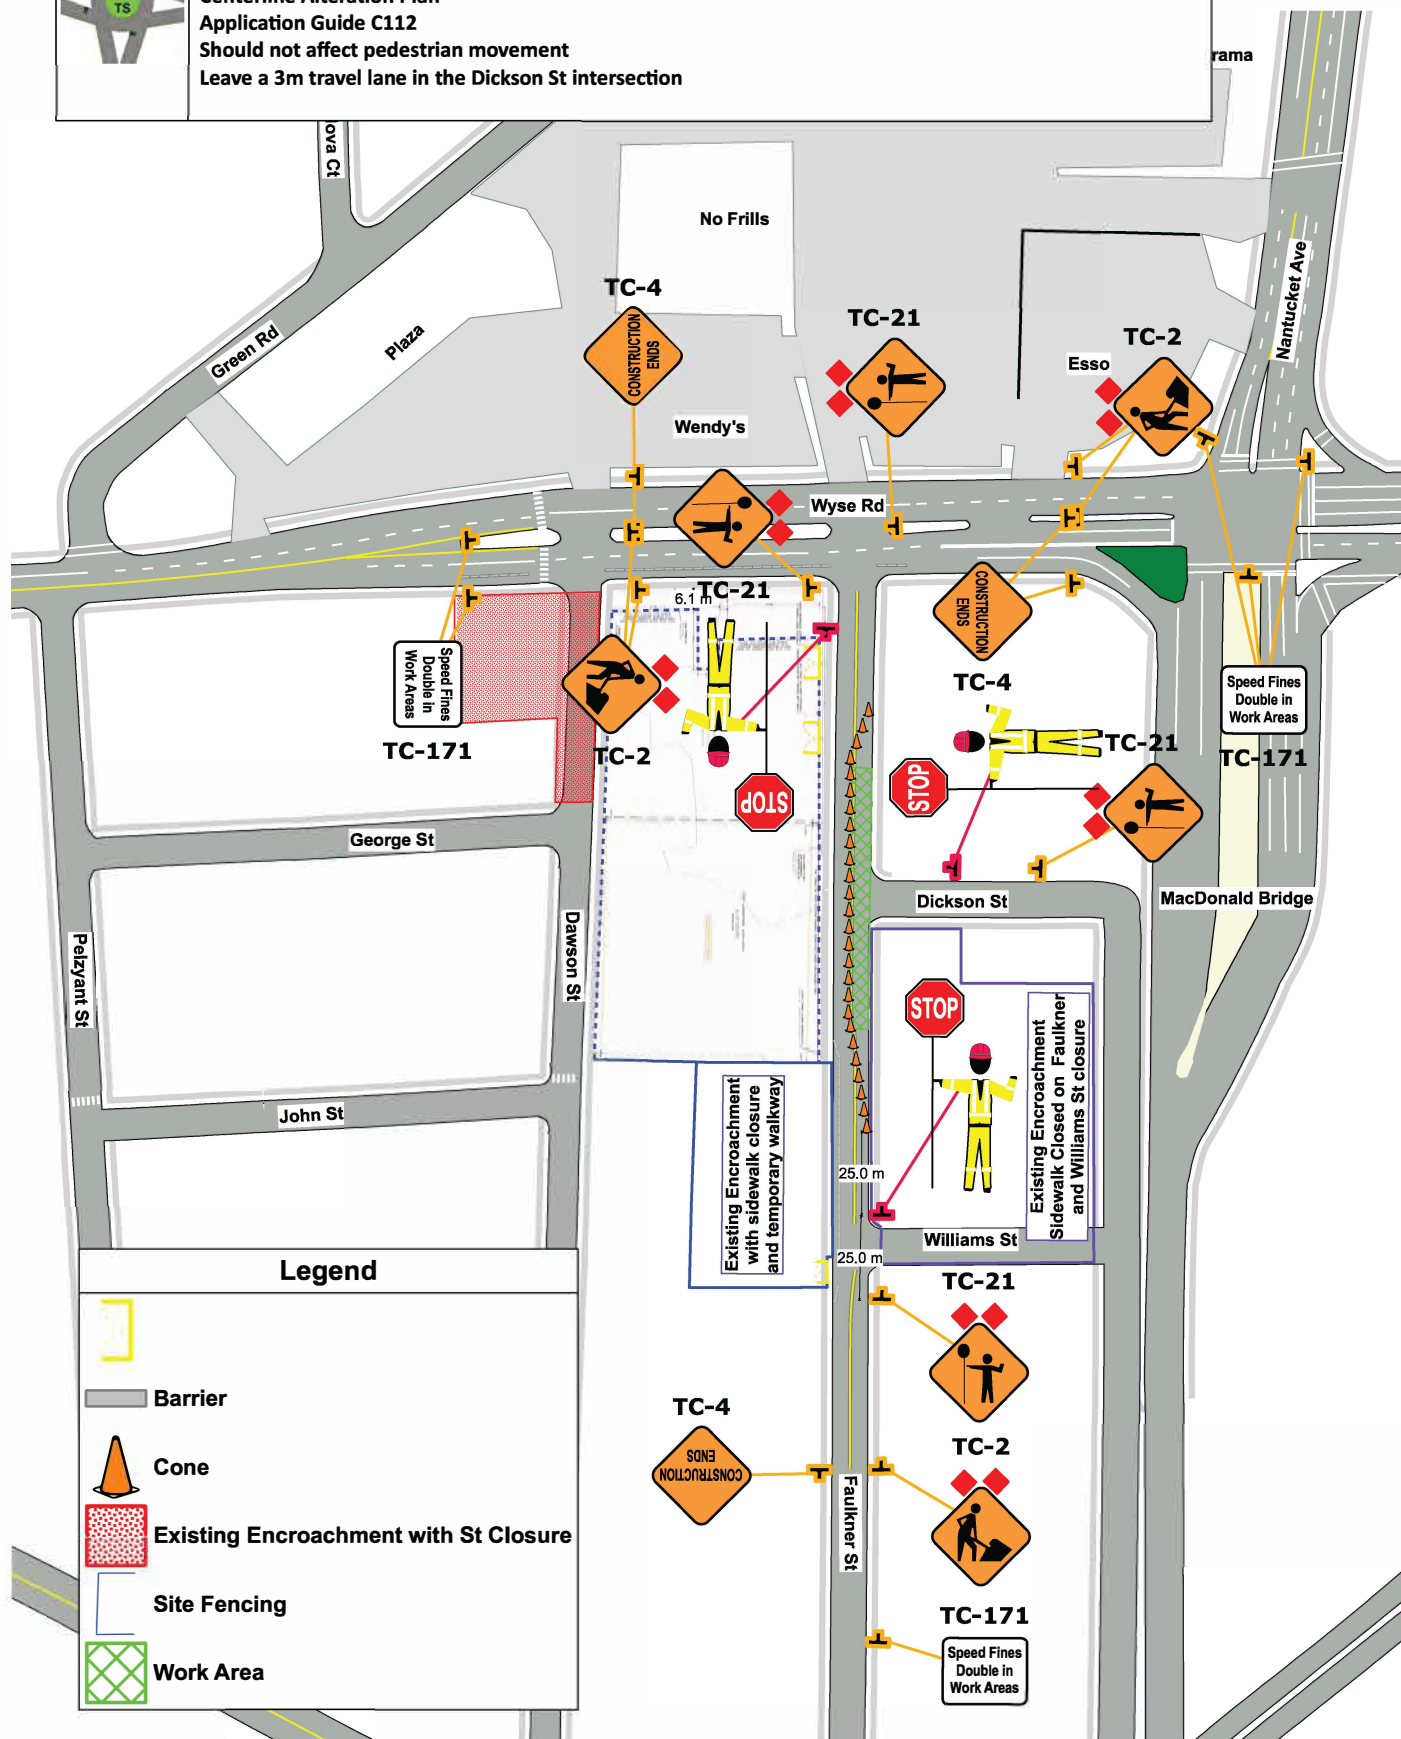 TS
Centerline Alteration Plan
Application Guide C112
Should not affect pedestrian movement
Leave a 3m travel lane in the Dickson St intersection
rama
ova Ct
No Frills
Nantucket Ave
TC-4
CONSTRUCTION
ENDS
TC-21
TC-2
Esso
Green Rd
Plaza
Wendy's
Wyse Rd
6.1 m
TC-21
CONSTRUCTION
ENDS
TC-4
Speed Fines
Double in
Work Areas
TC-171
TC-2
STOP
STOP
TC-21
Speed Fines
Double in
Work Areas
TC-171
George St
Dickson St
MacDonald Bridge
Pelzyant St
Dawson St
STOP
Existing Encroachment
Sidewalk Closed on Faulkner
and Williams St closure
Existing Encroachment
with sidewalk closure
and temporary walkway
John St
25.0 m
Williams St
25.0 m
TC-21
Legend
Barrier
Cone
Existing Encroachment with St Closure
Site Fencing
Work Area
TC-4
CONSTRUCTION
ENDS
TC-2
Faulkner St
TC-171
Speed Fines
Double in
Work Areas